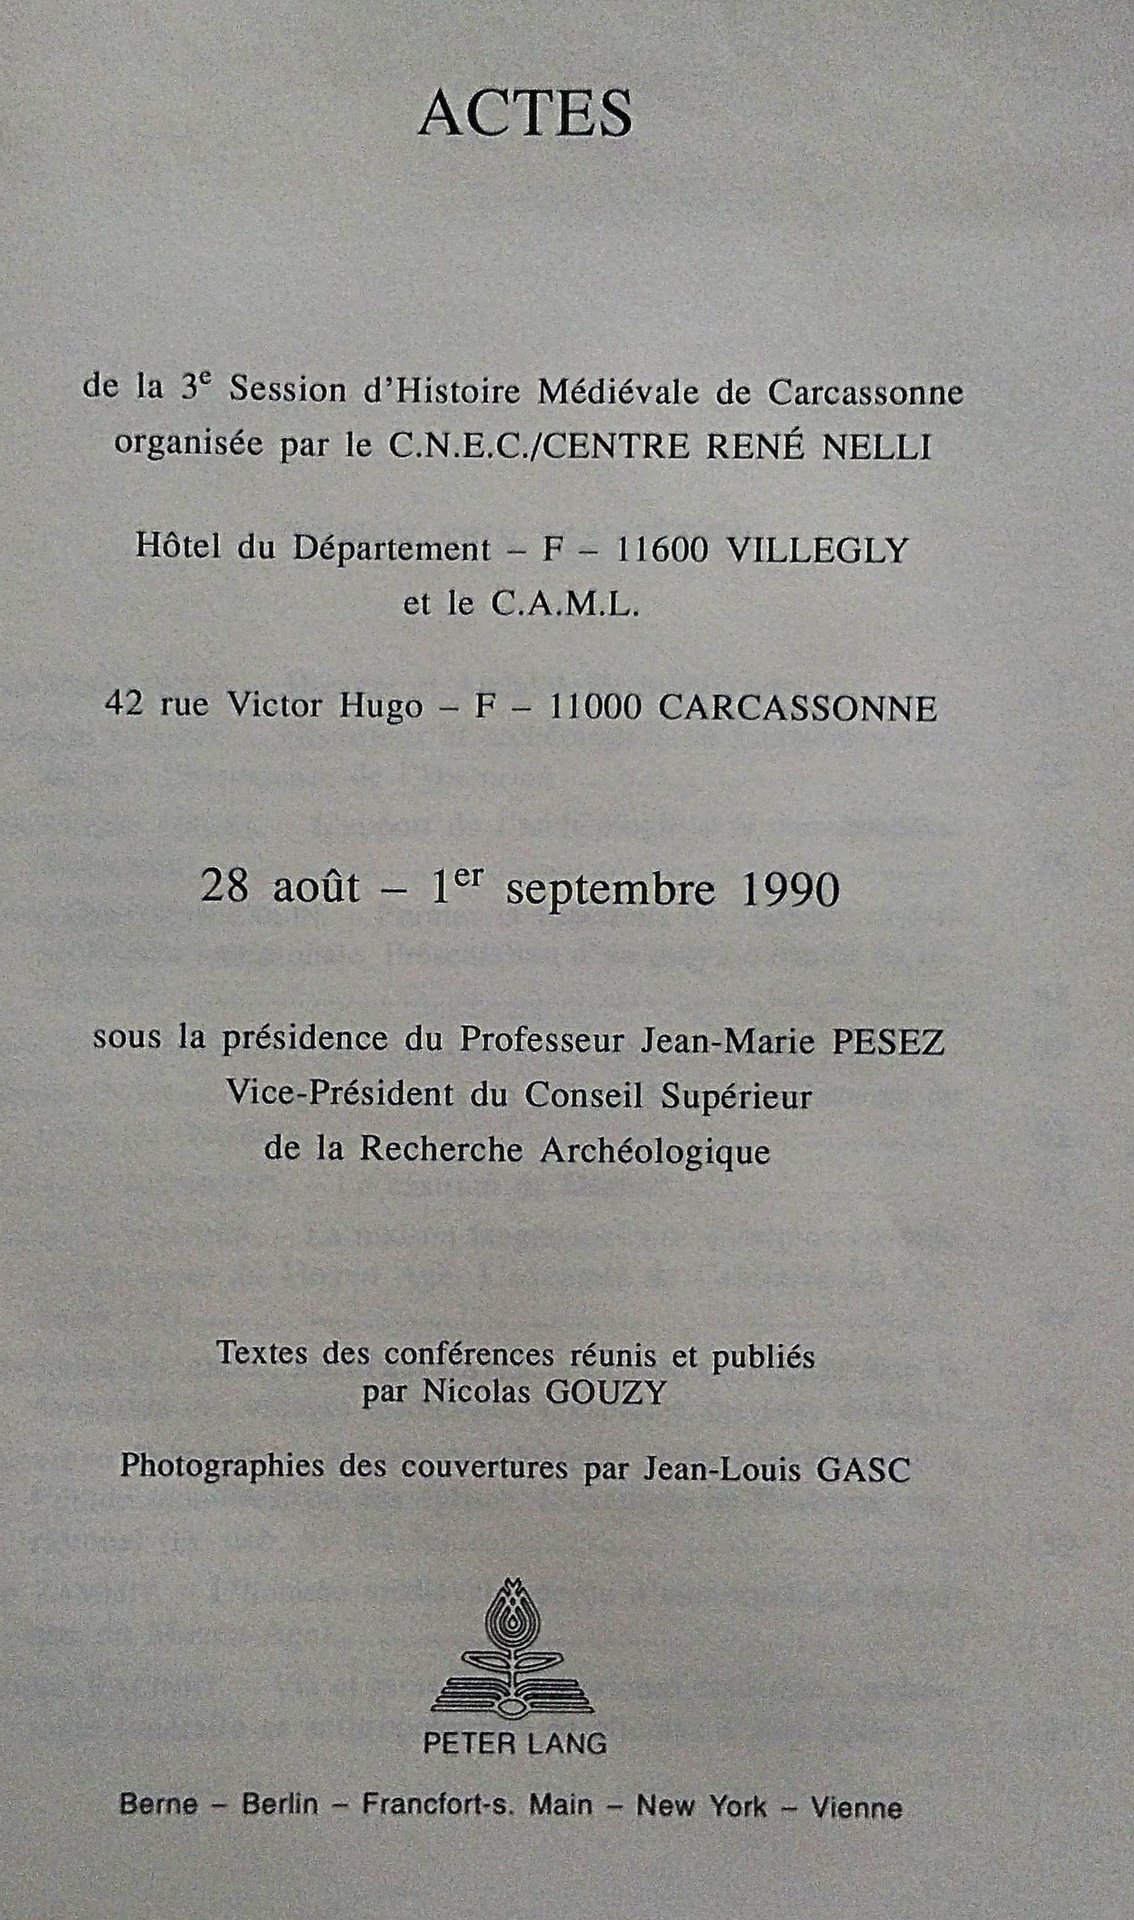 ACTES
de la 3e Session d'Histoire Médiévale de Carcassonne
organisée par le C.N.E.C./CENTRE RENÉ NELLI
Hôtel du Département – F – 11600 VILLEGLY
et le C.A.M.L.
42 rue Victor Hugo – F – 11000 CARCASSONNE
28 août – 1er septembre 1990
sous la présidence du Professeur Jean-Marie PESEZ
Vice-Président du Conseil Supérieur
de la Recherche Archéologique
Textes des conférences réunis et publiés
par Nicolas GOUZY
Photographies des couvertures par Jean-Louis GASC
PETER LANG
Berne – Berlin – Francfort-s. Main – New York – Vienne